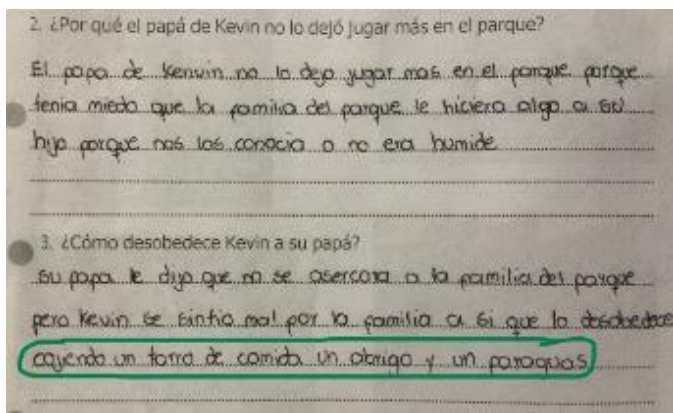 2. ¿Por qué el papá de Kevin no lo dejó jugar más en el parque?
El papa de Kenvin no lo dejo jugar mas en el parque porque
tenia miedo que la familia del parque le hiciera algo a su
hijo porque nos los conocia o no era humide
3. ¿Cómo desobedece Kevin a su papá?
su papa le dijo que no se asercara a la familia del parque
pero Kevin se sintio mal por la familia a si que lo desobedece
cojendo un torro de comida un abrigo y un paraguas